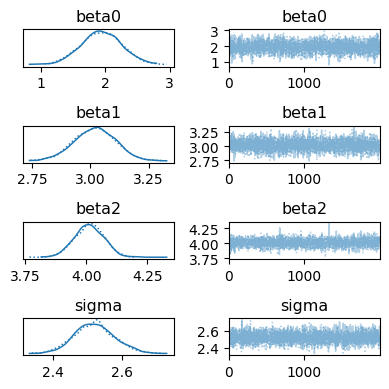 beta0 beta0
3
2
1
1 2 3 0 1000
beta1 beta1
3.25
3.00
2.75
2.75 3.00 3.25 0 1000
beta2 beta2
4.25
4.00
3.75
3.75 4.00 4.25 0 1000
sigma sigma
2.6
2.4
2.4 2.6 0 1000